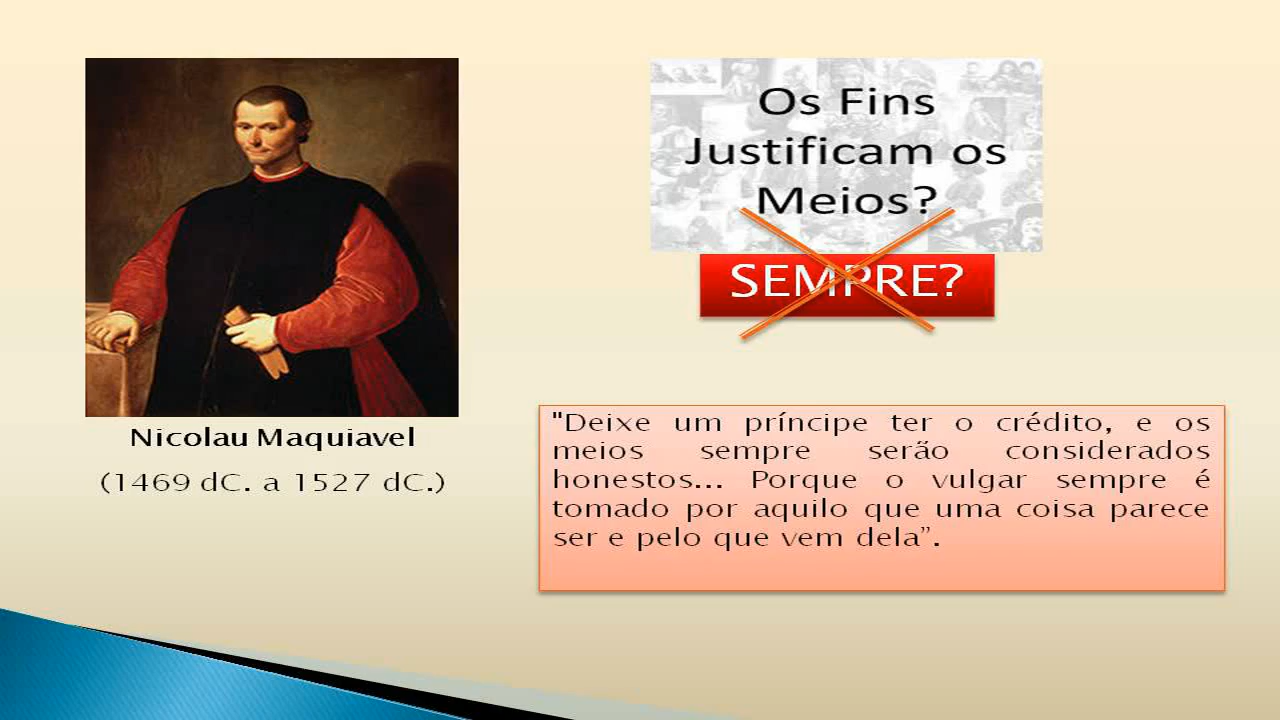 Os Fins
Justificam os
Meios?
SEMPRE?
Nicolau Maquiavel
(1469 dC. a 1527 dC.)
"Deixe um príncipe ter o crédito, e os
meios sempre serão considerados
honestos... Porque o vulgar sempre é
tomado por aquilo que uma coisa parece
ser e pelo que vem dela”.